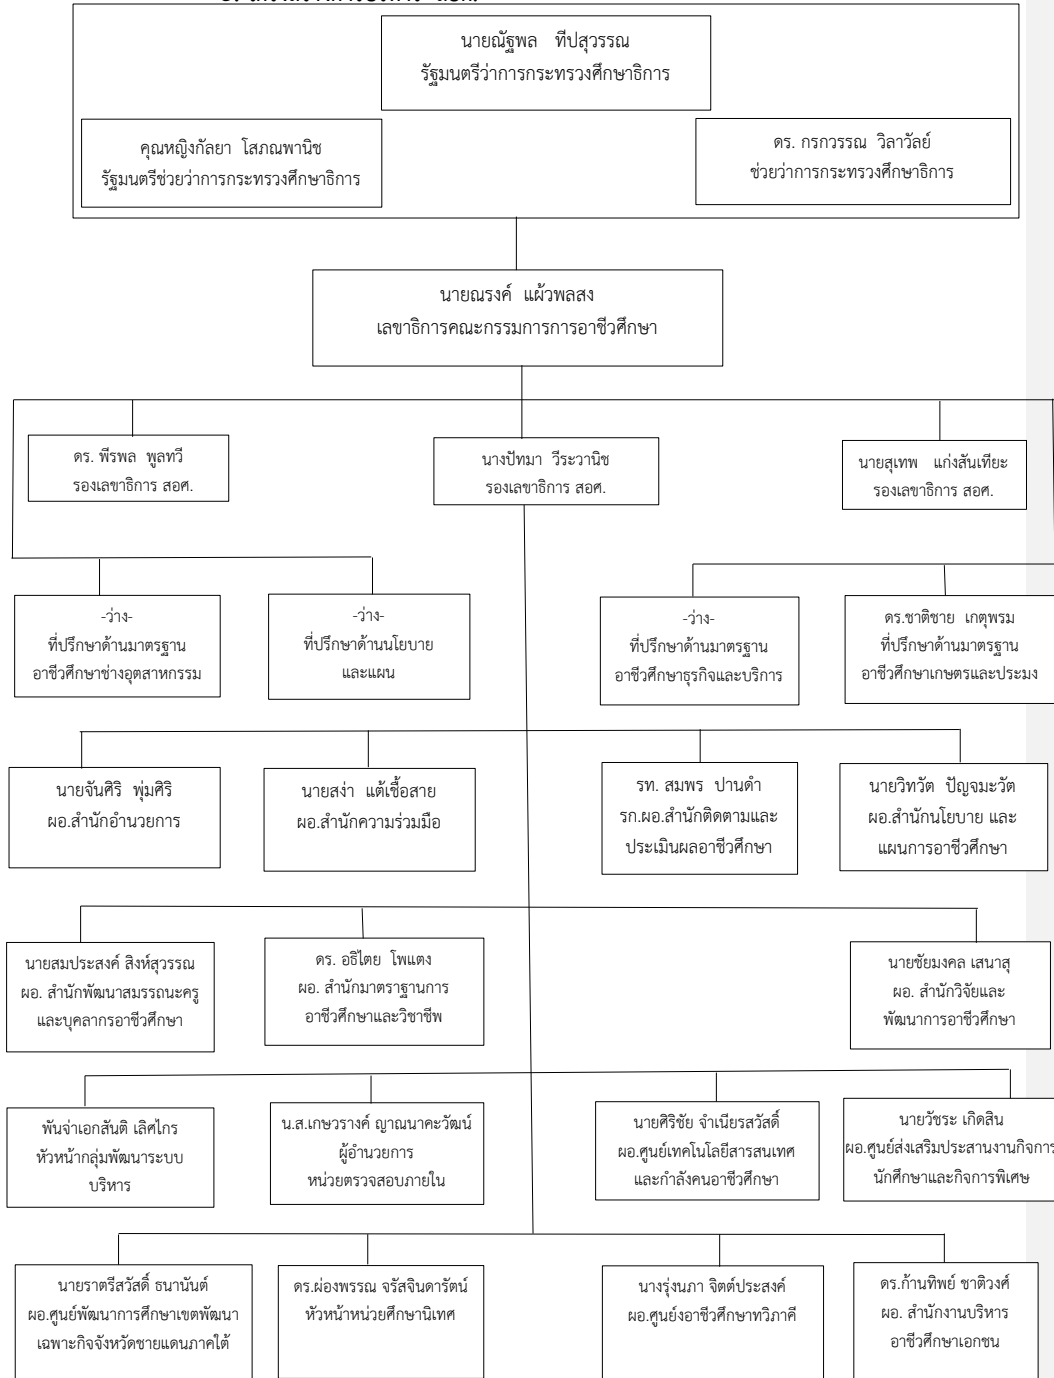 นายณัฐพล ทีปสุวรรณ
รัฐมนตรีว่าการกระทรวงศึกษาธิการ
คุณหญิงกัลยา โสภณพานิช
รัฐมนตรีช่วยว่าการกระทรวงศึกษาธิการ
ดร. กรกวรรณ วิลาวัลย์
ช่วยว่าการกระทรวงศึกษาธิการ
นายณรงค์ แผ้วพลสง
เลขาธิการคณะกรรมการการอาชีวศึกษา
ดร. พีรพล พูลทวี
รองเลขาธิการ สอศ.
นางปัทมา วีระวานิช
รองเลขาธิการ สอศ.
นายสุเทพ แก่งสันเทียะ
รองเลขาธิการ สอศ.
-ว่าง-
ที่ปรึกษาด้านมาตรฐาน
อาชีวศึกษาช่างอุตสาหกรรม
-ว่าง-
ที่ปรึกษาด้านนโยบาย
และแผน
-ว่าง-
ที่ปรึกษาด้านมาตรฐาน
อาชีวศึกษาธุรกิจและบริการ
ดร.ชาติชาย เกตุพรม
ที่ปรึกษาด้านมาตรฐาน
อาชีวศึกษาเกษตรและประมง
นายจันศิริ พุ่มศิริ
ผอ.สำนักอำนวยการ
นายสง่า แต้เชื้อสาย
ผอ.สำนักความร่วมมือ
รท. สมพร ปานดำ
รก.ผอ.สำนักติดตามและ
ประเมินผลอาชีวศึกษา
นายวิทวัต ปัญจมะวัต
ผอ.สำนักนโยบาย และ
แผนการอาชีวศึกษา
นายสมประสงค์ สิงห์สุวรรณ
ผอ. สำนักพัฒนาสมรรถนะครู
และบุคลากรอาชีวศึกษา
ดร. อธิไตย โพแตง
ผอ. สำนักมาตราฐานการ
อาชีวศึกษาและวิชาชีพ
นายชัยมงคล เสนาสุ
ผอ. สำนักวิจัยและ
พัฒนาการอาชีวศึกษา
พันจ่าเอกสันติ เลิศไกร
หัวหน้ากลุ่มพัฒนาระบบ
บริหาร
น.ส.เกษวรางค์ ญาณนาคะวัฒน์
ผู้อำนวยการ
หน่วยตรวจสอบภายใน
นายศิริชัย จำเนียรสวัสดิ์
ผอ.ศูนย์เทคโนโลยีสารสนเทศ
และกำลังคนอาชีวศึกษา
นายวัชระ เกิดสิน
ผอ.ศูนย์ส่งเสริมประสานงานกิจการ
นักศึกษาและกิจการพิเศษ
นายราตรีสวัสดิ์ ธนานันต์
ผอ.ศูนย์พัฒนาการศึกษาเขตพัฒนา
เฉพาะกิจจังหวัดชายแดนภาคใต้
ดร.ผ่องพรรณ จรัสจินดารัตน์
หัวหน้าหน่วยศึกษานิเทศ
นางรุ่งนภา จิตต์ประสงค์
ผอ.ศูนย์งอาชีวศึกษาทวิภาคี
ดร.ก้านทิพย์ ชาติวงศ์
ผอ. สำนักงานบริหาร
อาชีวศึกษาเอกชน